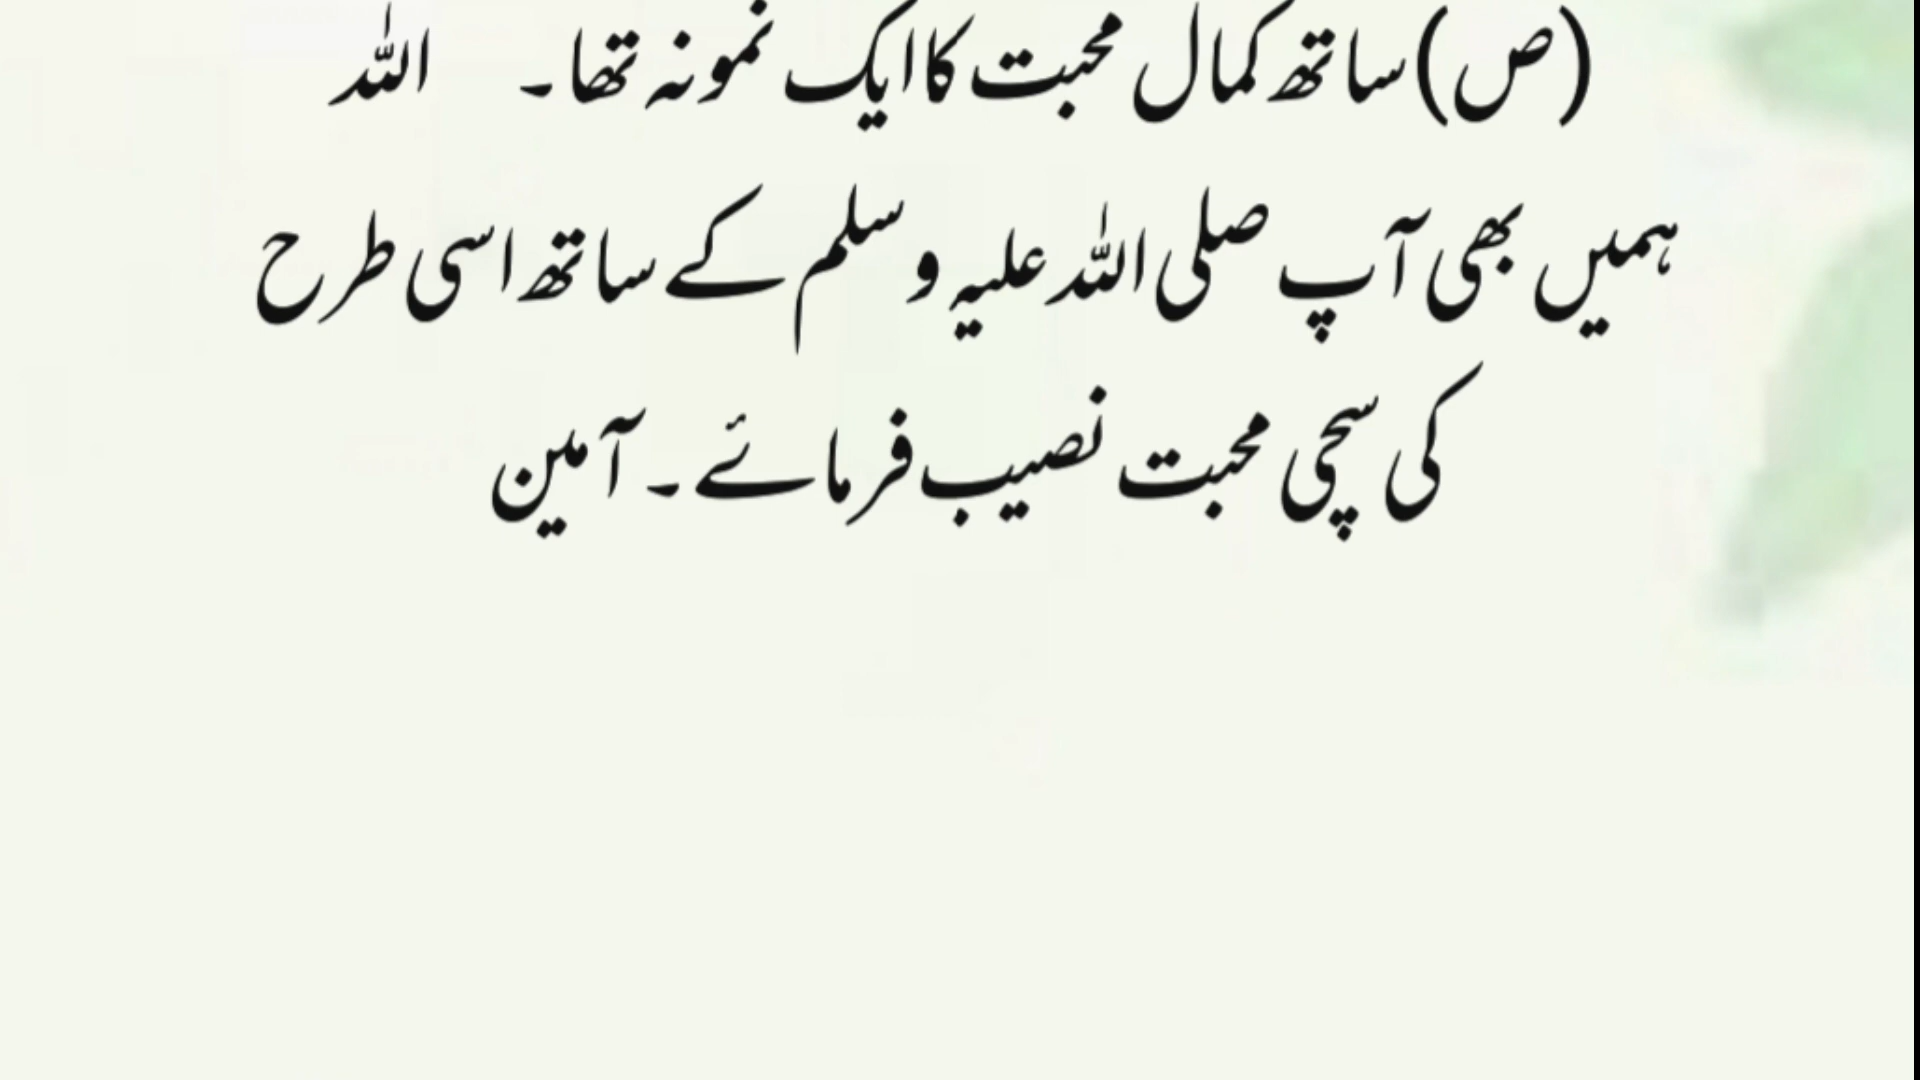 (ص) ساتھ کمال محبت کا ایک نمونہ تھا۔ اللہ
ہمیں بھی آپ صلی اللہ علیہ وسلم کے ساتھ اسی طرح
کی سچی محبت نصیب فرمائے۔ آمین